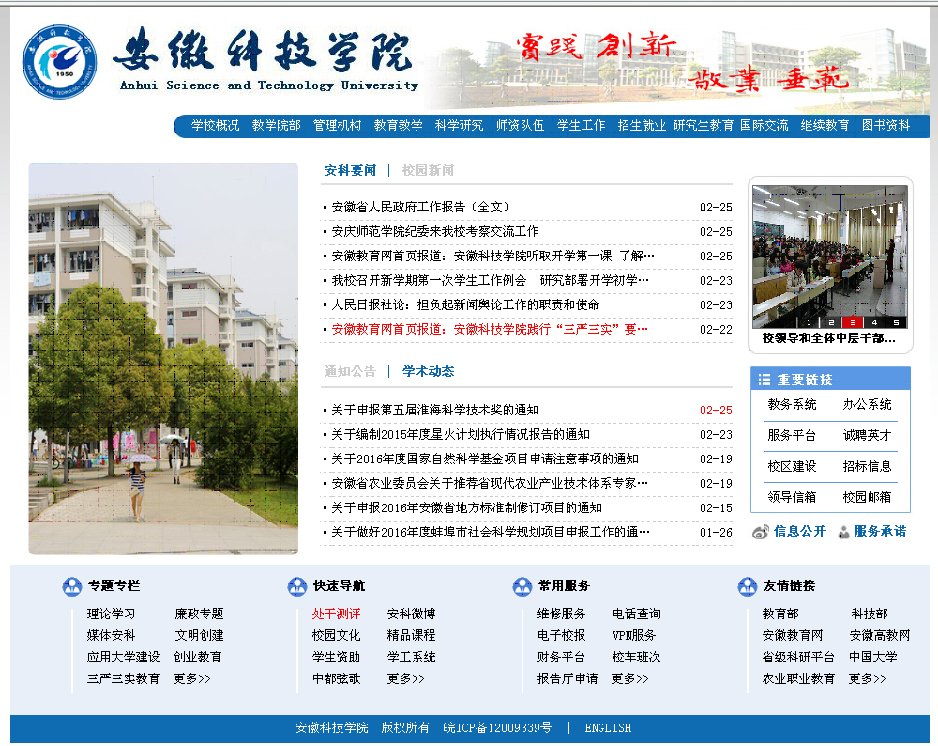 安徽科技学院
Anhui Science and Technology University
1950
實踐 創新
敬業 垂範
学校概况 教学院部 管理机构 教育教学 科学研究 师资队伍 学生工作 招生就业 研究生教育 国际交流 继续教育 图书资料
安科要闻 | 校园新闻
· 安徽省人民政府工作报告（全文） 02-25
· 安庆师范学院纪委来我校考察交流工作 02-25
· 安徽教育网首页报道：安徽科技学院听取开学第一课 了解… 02-25
· 我校召开新学期第一次学生工作例会 研究部署开学初学… 02-23
· 人民日报社论：担负起新闻舆论工作的职责和使命 02-23
· 安徽教育网首页报道：安徽科技学院践行“三严三实”要… 02-22
通知公告 | 学术动态
· 关于申报第五届淮海科学技术奖的通知 02-25
· 关于编制2015年度星火计划执行情况报告的通知 02-23
· 关于2016年度国家自然科学基金项目申请注意事项的通知 02-19
· 安徽省农业委员会关于推荐省现代农业产业技术体系专家… 02-19
· 关于申报2016年安徽省地方标准制修订项目的通知 02-15
· 关于做好2016年度蚌埠市社会科学规划项目申报工作的通… 01-26
1 2 3 4 5
校领导和全体中层干部...
重要链接
教务系统 办公系统
服务平台 诚聘英才
校区建设 招标信息
领导信箱 校园邮箱
信息公开 服务承诺
专题专栏
理论学习 廉政专题
媒体安科 文明创建
应用大学建设 创业教育
三严三实教育 更多>>
快速导航
处干测评 安科微博
校园文化 精品课程
学生资助 学工系统
中都弦歌 更多>>
常用服务
维修服务 电话查询
电子校报 VPN服务
财务平台 校车班次
报告厅申请 更多>>
友情链接
教育部 科技部
安徽教育网 安徽高教网
省级科研平台 中国大学
农业职业教育 更多>>
安徽科技学院 版权所有 皖ICP备12009339号 | ENGLISH